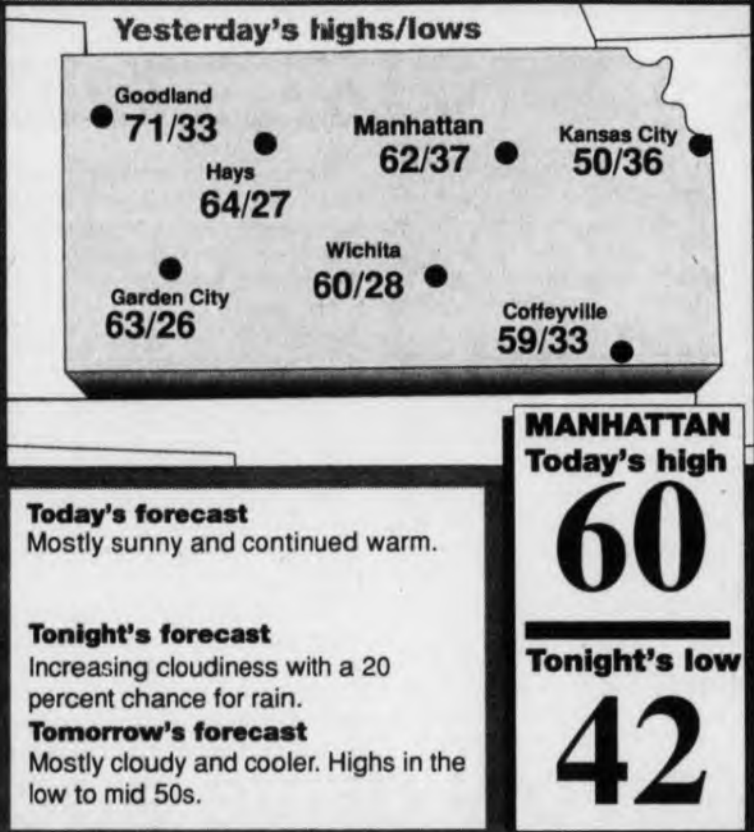 Yesterday's highs/lows
Goodland
71/33
Hays
64/27
Manhattan
62/37
Kansas City
50/36
Garden City
63/26
Wichita
60/28
Coffeyville
59/33
MANHATTAN
Today's high
60
Tonight's low
42
Today's forecast
Mostly sunny and continued warm.
Tonight's forecast
Increasing cloudiness with a 20
percent chance for rain.
Tomorrow's forecast
Mostly cloudy and cooler. Highs in the
low to mid 50s.